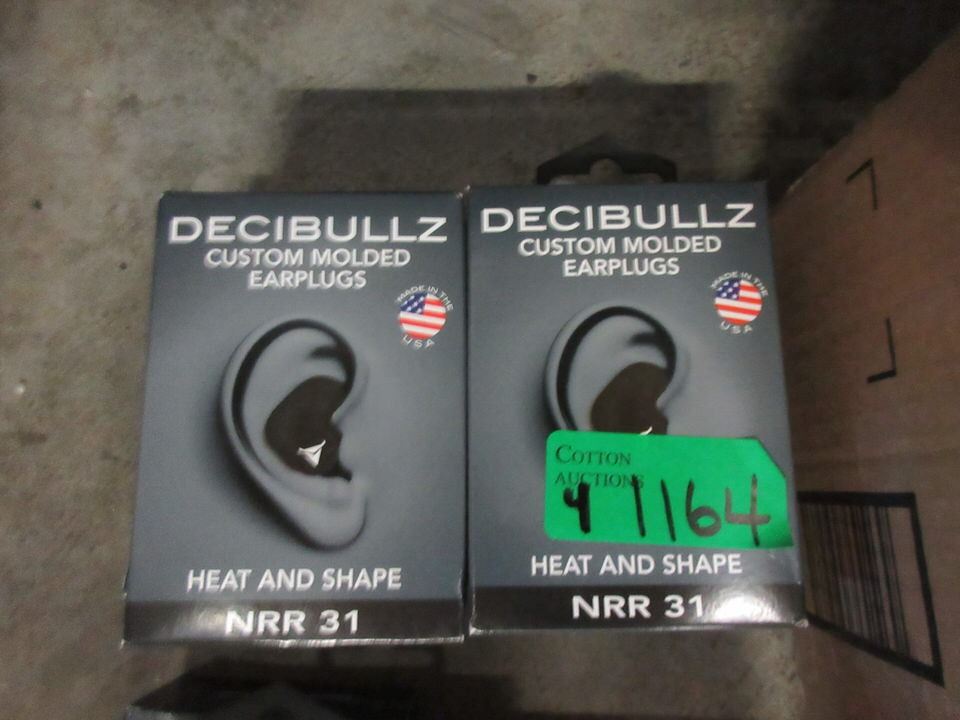 DECIBULLZ
CUSTOM MOLDED
EARPLUGS
MADE IN THE
USA
HEAT AND SHAPE
NRR 31
DECIBULLZ
CUSTOM MOLDED
EARPLUGS
MADE IN THE
USA
COTTON
AUCTIONS
4 1164
HEAT AND SHAPE
NRR 31